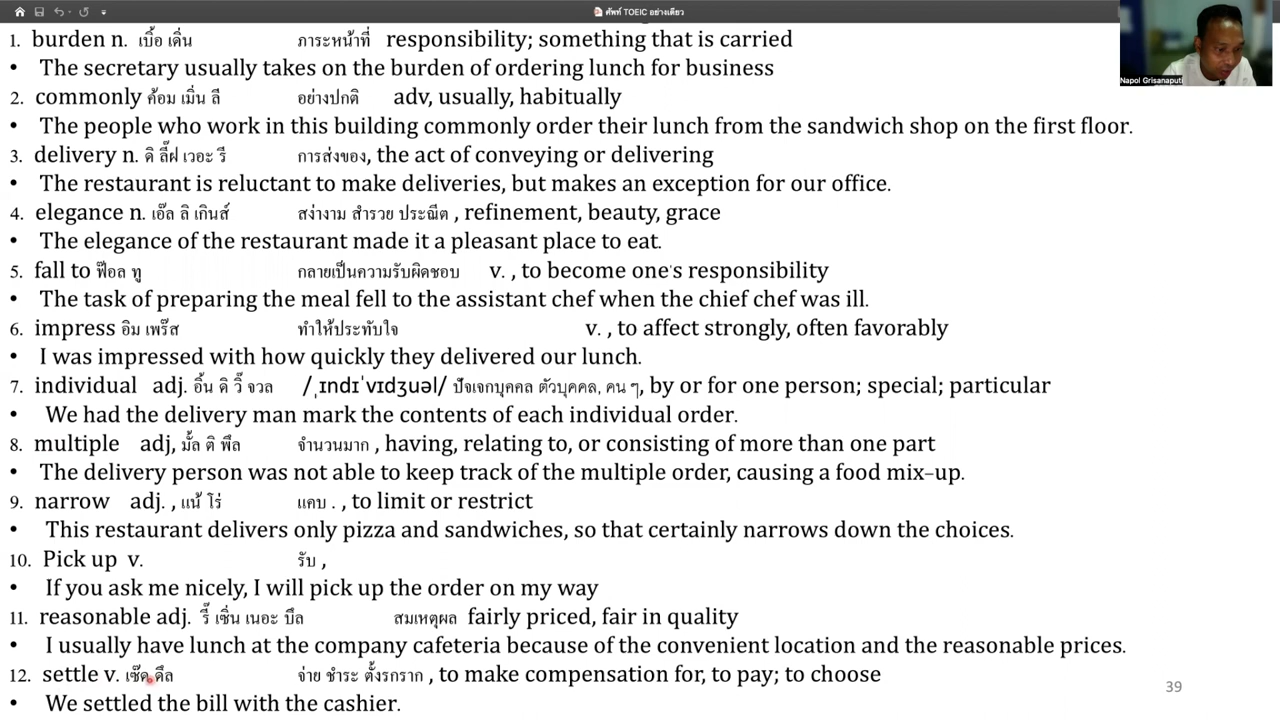 ศัพท์ TOEIC อย่างเดียว
Napol Grisanaputi
1. burden n. เบิ้อ เดิ่น ภาระหน้าที่ responsibility; something that is carried
• The secretary usually takes on the burden of ordering lunch for business
2. commonly ค้อม เมิ่น ลี อย่างปกติ adv, usually, habitually
• The people who work in this building commonly order their lunch from the sandwich shop on the first floor.
3. delivery n. ดิ ลี๊ฝ เวอะ รี การส่งของ, the act of conveying or delivering
• The restaurant is reluctant to make deliveries, but makes an exception for our office.
4. elegance n. เอ๊ล ลิ เกินส์ สง่างาม สำรวย ประณีต , refinement, beauty, grace
• The elegance of the restaurant made it a pleasant place to eat.
5. fall to ฟ๊อล ทู กลายเป็นความรับผิดชอบ v. , to become one's responsibility
• The task of preparing the meal fell to the assistant chef when the chief chef was ill.
6. impress อิม เพร๊ส ทำให้ประทับใจ v. , to affect strongly, often favorably
• I was impressed with how quickly they delivered our lunch.
7. individual adj. อิ้น ดิ วิ๊ จวล /ˌɪndɪˈvɪdʒuəl/ ปัจเจกบุคคล ตัวบุคคล, คน ๆ, by or for one person; special; particular
• We had the delivery man mark the contents of each individual order.
8. multiple adj, มั้ล ติ พึล จำนวนมาก , having, relating to, or consisting of more than one part
• The delivery person was not able to keep track of the multiple order, causing a food mix-up.
9. narrow adj. , แน้ โร่ แคบ . , to limit or restrict
• This restaurant delivers only pizza and sandwiches, so that certainly narrows down the choices.
10. Pick up v. รับ ,
• If you ask me nicely, I will pick up the order on my way
11. reasonable adj. รี๊ เซิ่น เนอะ บึล สมเหตุผล fairly priced, fair in quality
• I usually have lunch at the company cafeteria because of the convenient location and the reasonable prices.
12. settle v. เซ๊ด ดึล จ่าย ชำระ ตั้งรกราก , to make compensation for, to pay; to choose
• We settled the bill with the cashier.
39